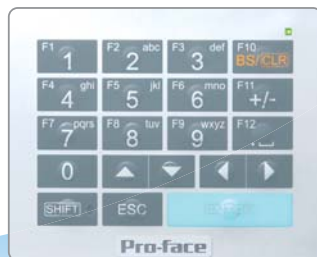 F1 1 F2 abc 2 F3 def 3 F10 BS/CLR
F4 ghi 4 F5 jkl 5 F6 mno 6 F11 +/-
F7 pqrs 7 F8 tuv 8 F9 wxyz 9 F12 .
0
SHIFT ESC
Pro-face